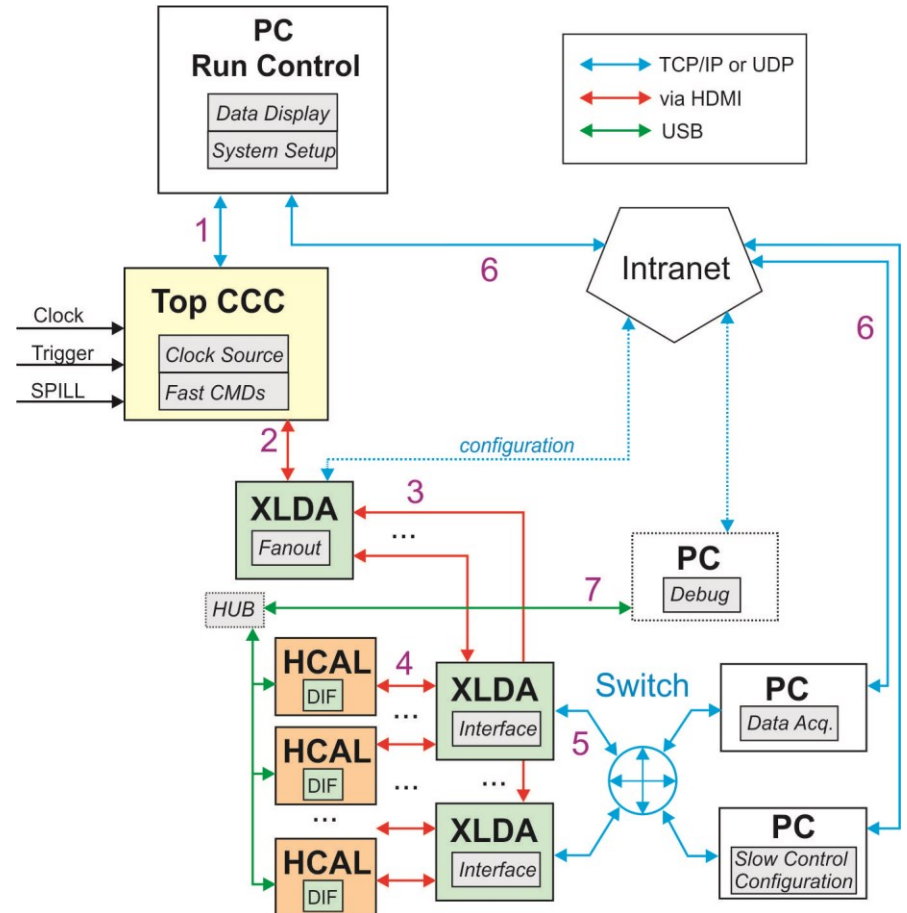 PC
Run Control
Data Display
System Setup
TCP/IP or UDP
via HDMI
USB
1
6
Intranet
6
Top CCC
Clock Source
Fast CMDs
Clock
Trigger
SPILL
2
configuration
3
XLDA
Fanout
...
PC
Debug
7
HUB
HCAL
DIF
4
...
XLDA
Interface
Switch
5
PC
Data Acq.
HCAL
DIF
...
...
...
HCAL
DIF
XLDA
Interface
PC
Slow Control
Configuration